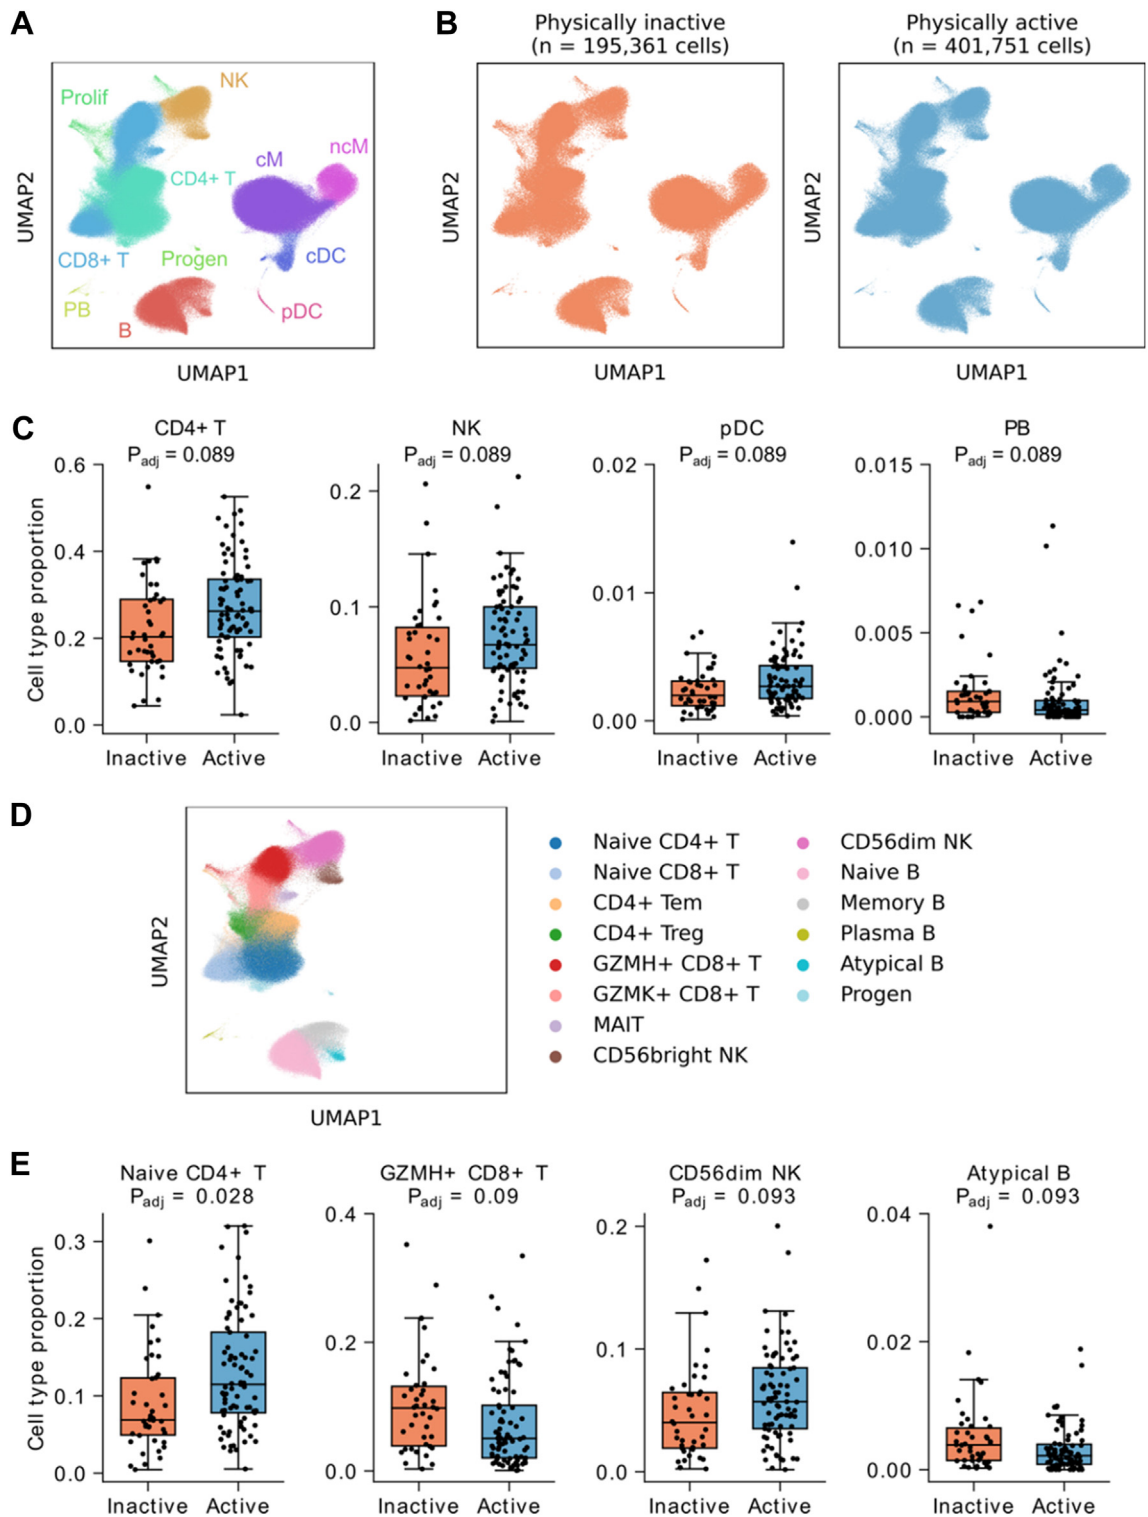 A
NK
Prolif
ncM
cM
CD4+ T
CD8+ T
Progen
cDC
PB
pDC
B
UMAP2
UMAP1
B
Physically inactive
(n = 195,361 cells)
UMAP2
UMAP1
Physically active
(n = 401,751 cells)
UMAP2
UMAP1
C
Cell type proportion
CD4+ T
Padj = 0.089
0.6
0.4
0.2
0.0
Inactive Active
NK
Padj = 0.089
0.2
0.1
0.0
Inactive Active
pDC
Padj = 0.089
0.02
0.01
0.00
Inactive Active
PB
Padj = 0.089
0.015
0.010
0.005
0.000
Inactive Active
D
UMAP2
UMAP1
Naive CD4+ T
Naive CD8+ T
CD4+ Tem
CD4+ Treg
GZMH+ CD8+ T
GZMK+ CD8+ T
MAIT
CD56bright NK
CD56dim NK
Naive B
Memory B
Plasma B
Atypical B
Progen
E
Cell type proportion
Naive CD4+ T
Padj = 0.028
0.3
0.2
0.1
0.0
Inactive Active
GZMH+ CD8+ T
Padj = 0.09
0.4
0.2
0.0
Inactive Active
CD56dim NK
Padj = 0.093
0.2
0.1
0.0
Inactive Active
Atypical B
Padj = 0.093
0.04
0.02
0.00
Inactive Active